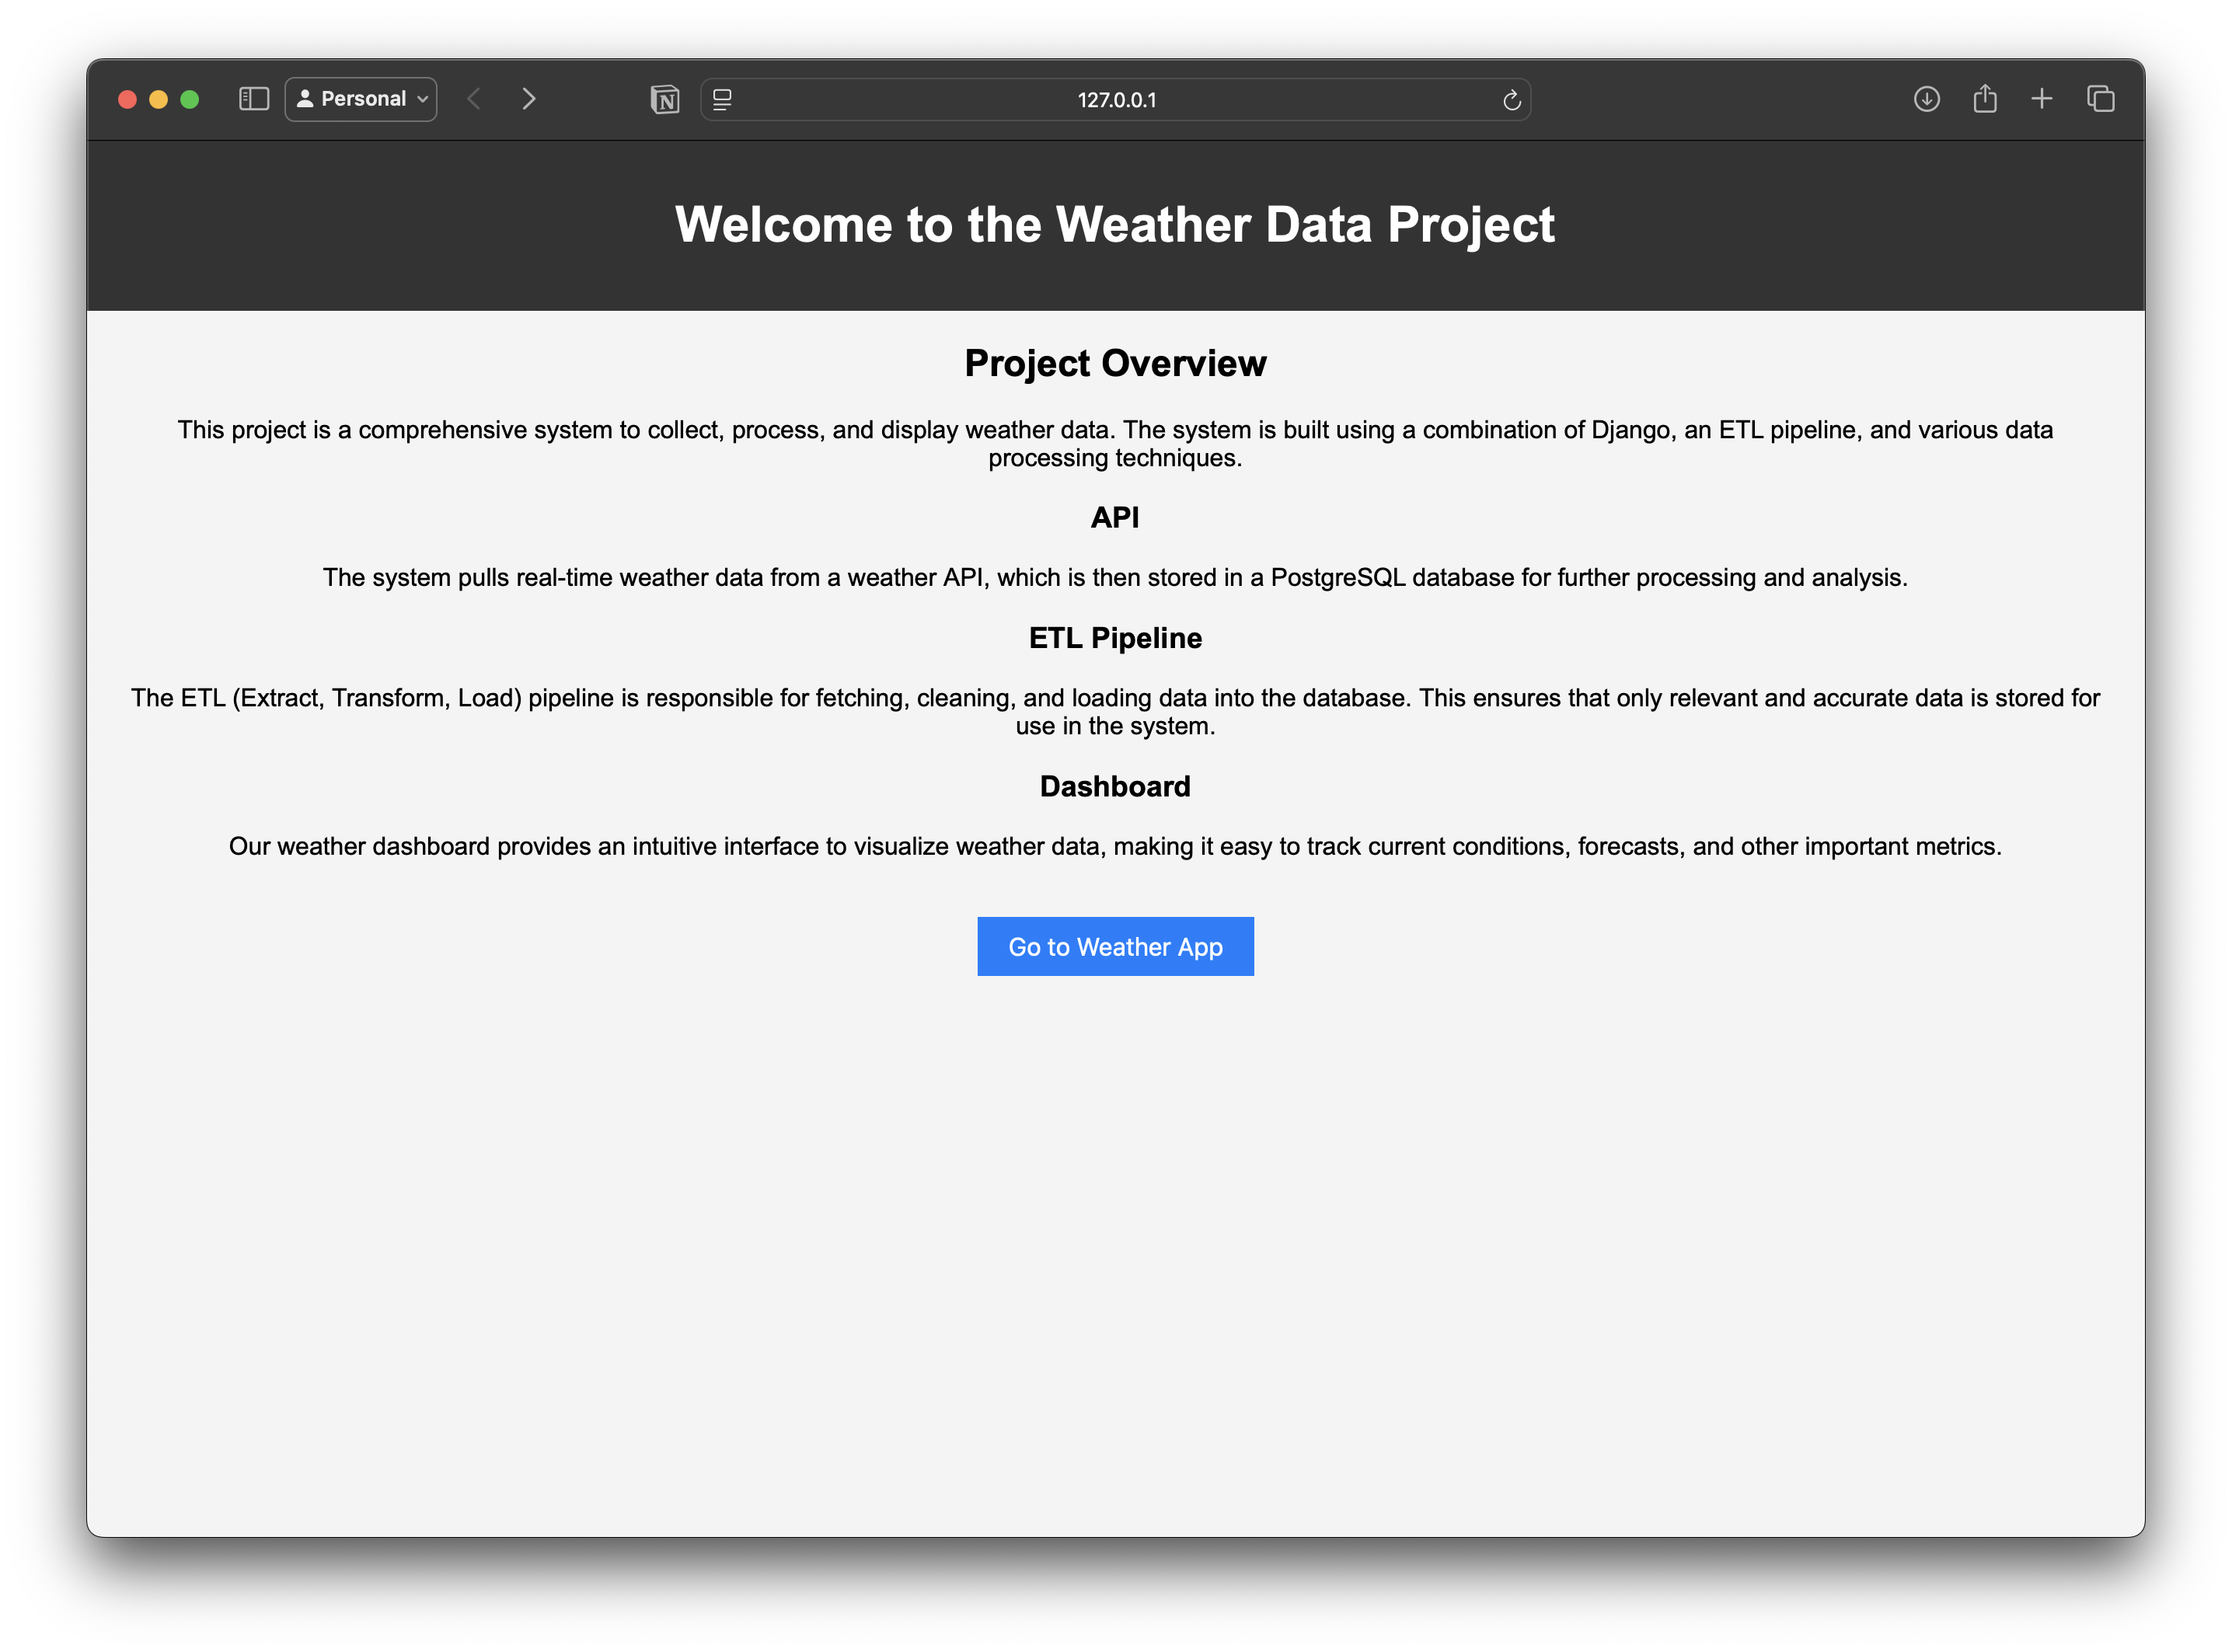 Personal
127.0.0.1
Welcome to the Weather Data Project
Project Overview
This project is a comprehensive system to collect, process, and display weather data. The system is built using a combination of Django, an ETL pipeline, and various data
processing techniques.
API
The system pulls real-time weather data from a weather API, which is then stored in a PostgreSQL database for further processing and analysis.
ETL Pipeline
The ETL (Extract, Transform, Load) pipeline is responsible for fetching, cleaning, and loading data into the database. This ensures that only relevant and accurate data is stored for
use in the system.
Dashboard
Our weather dashboard provides an intuitive interface to visualize weather data, making it easy to track current conditions, forecasts, and other important metrics.
Go to Weather App